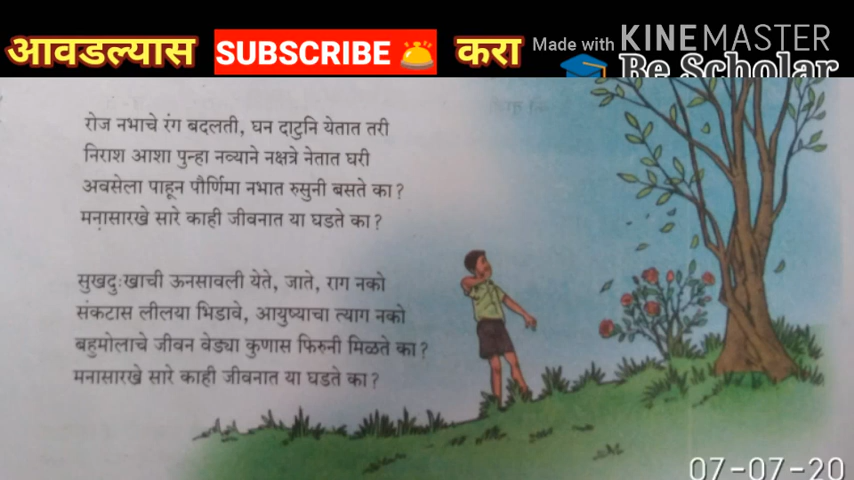 आवडल्यास SUBSCRIBE करा Made with KINEMASTER
Be Scholar
रोज नभाचे रंग बदलती, घन दाटुनि येतात तरी
निराश आशा पुन्हा नव्याने नक्षत्रे नेतात घरी
अवसेला पाहून पौर्णिमा नभात रुसुनी बसते का?
मनासारखे सारे काही जीवनात या घडते का?
सुखदुःखाची ऊनसावली येते, जाते, राग नको
संकटास लीलया भिडावे, आयुष्याचा त्याग नको
बहुमोलाचे जीवन वेड्या कुणास फिरुनी मिळते का?
मनासारखे सारे काही जीवनात या घडते का?
07-07-20